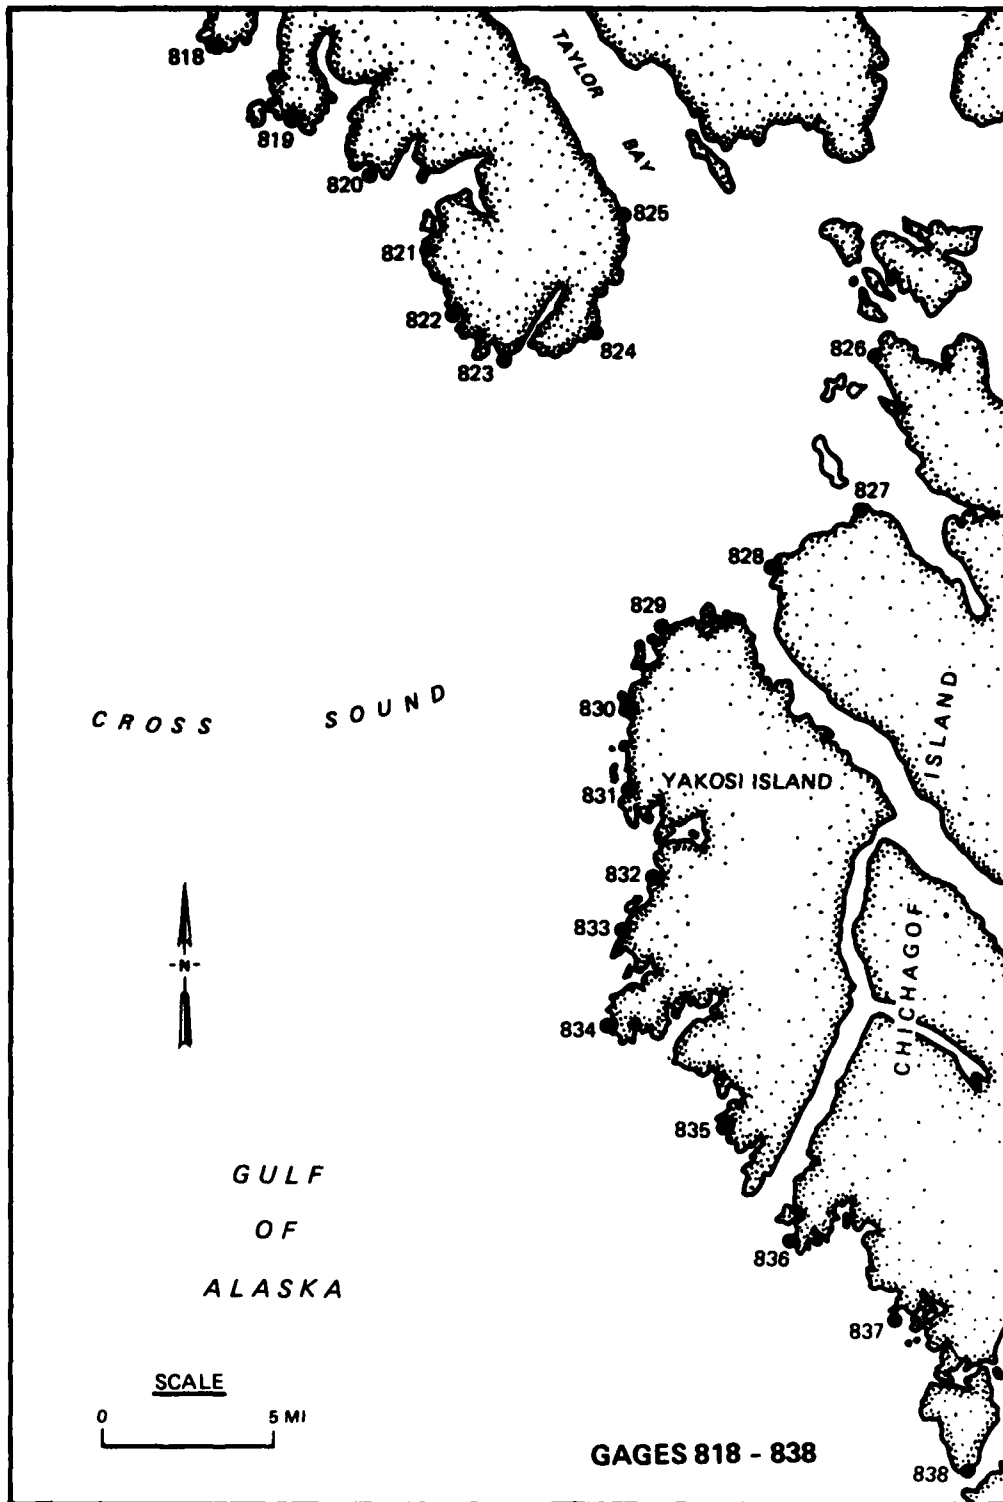 818
819
820
821
822
823
824
825
TAYLOR
BAY
826
827
828
829
830
831
832
833
834
835
836
837
838
CROSS SOUND
YAKOSI ISLAND
CHICHAGOF ISLAND
-N-
GULF
OF
ALASKA
SCALE
0 5 MI
GAGES 818 - 838